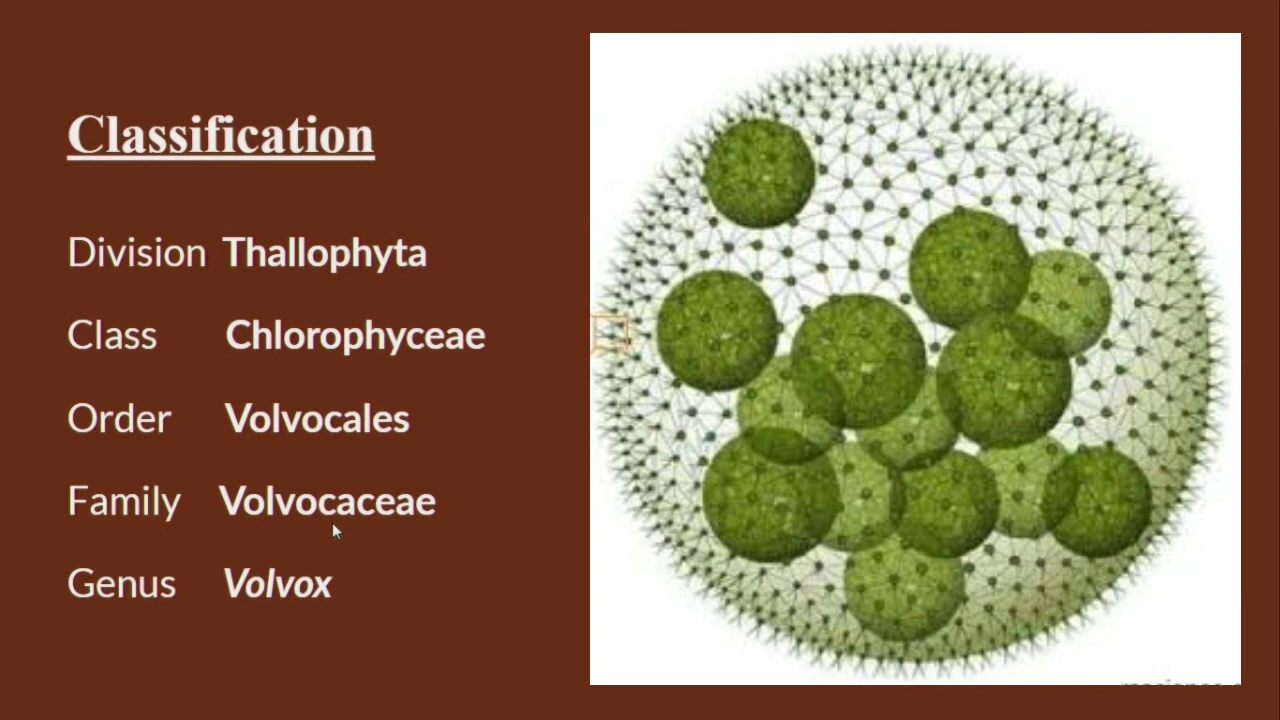 Classification
Division Thallophyta
Class Chlorophyceae
Order Volvocales
Family Volvocaceae
Genus Volvox